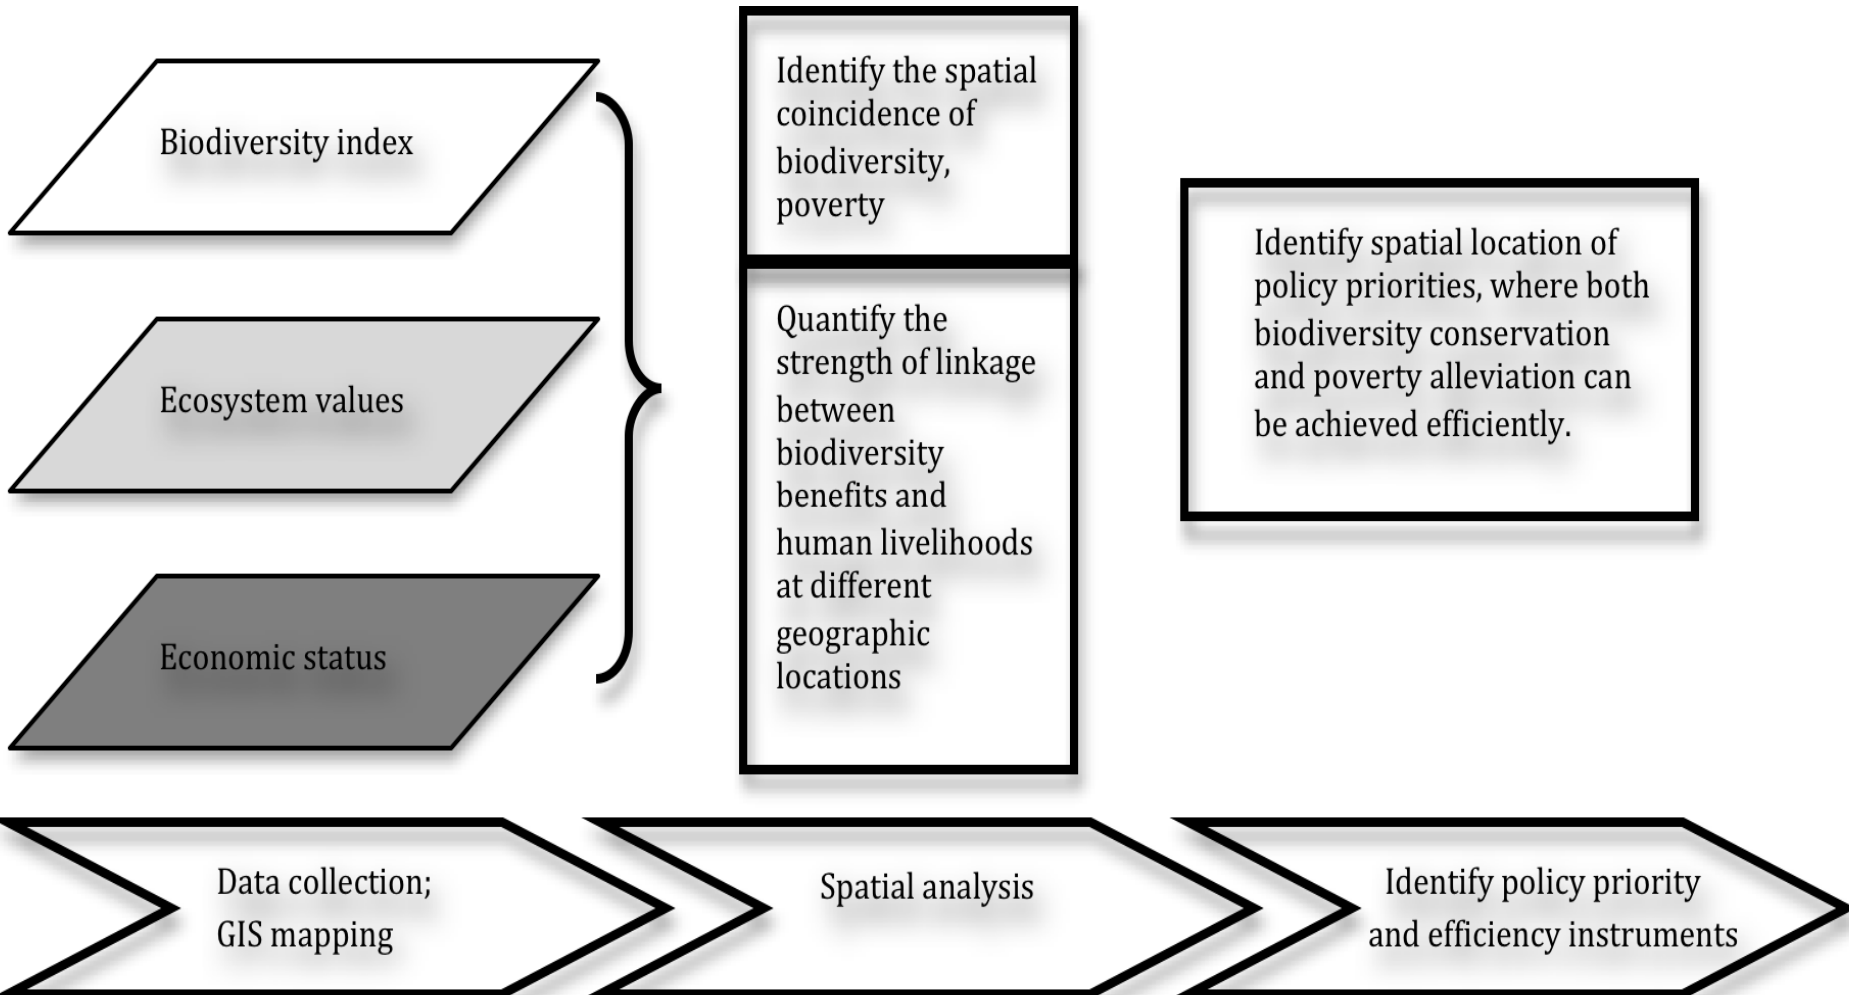 Biodiversity index
Ecosystem values
Economic status
Identify the spatial
coincidence of
biodiversity,
poverty
Quantify the
strength of linkage
between
biodiversity
benefits and
human livelihoods
at different
geographic
locations
Identify spatial location of
policy priorities, where both
biodiversity conservation
and poverty alleviation can
be achieved efficiently.
Data collection;
GIS mapping
Spatial analysis
Identify policy priority
and efficiency instruments